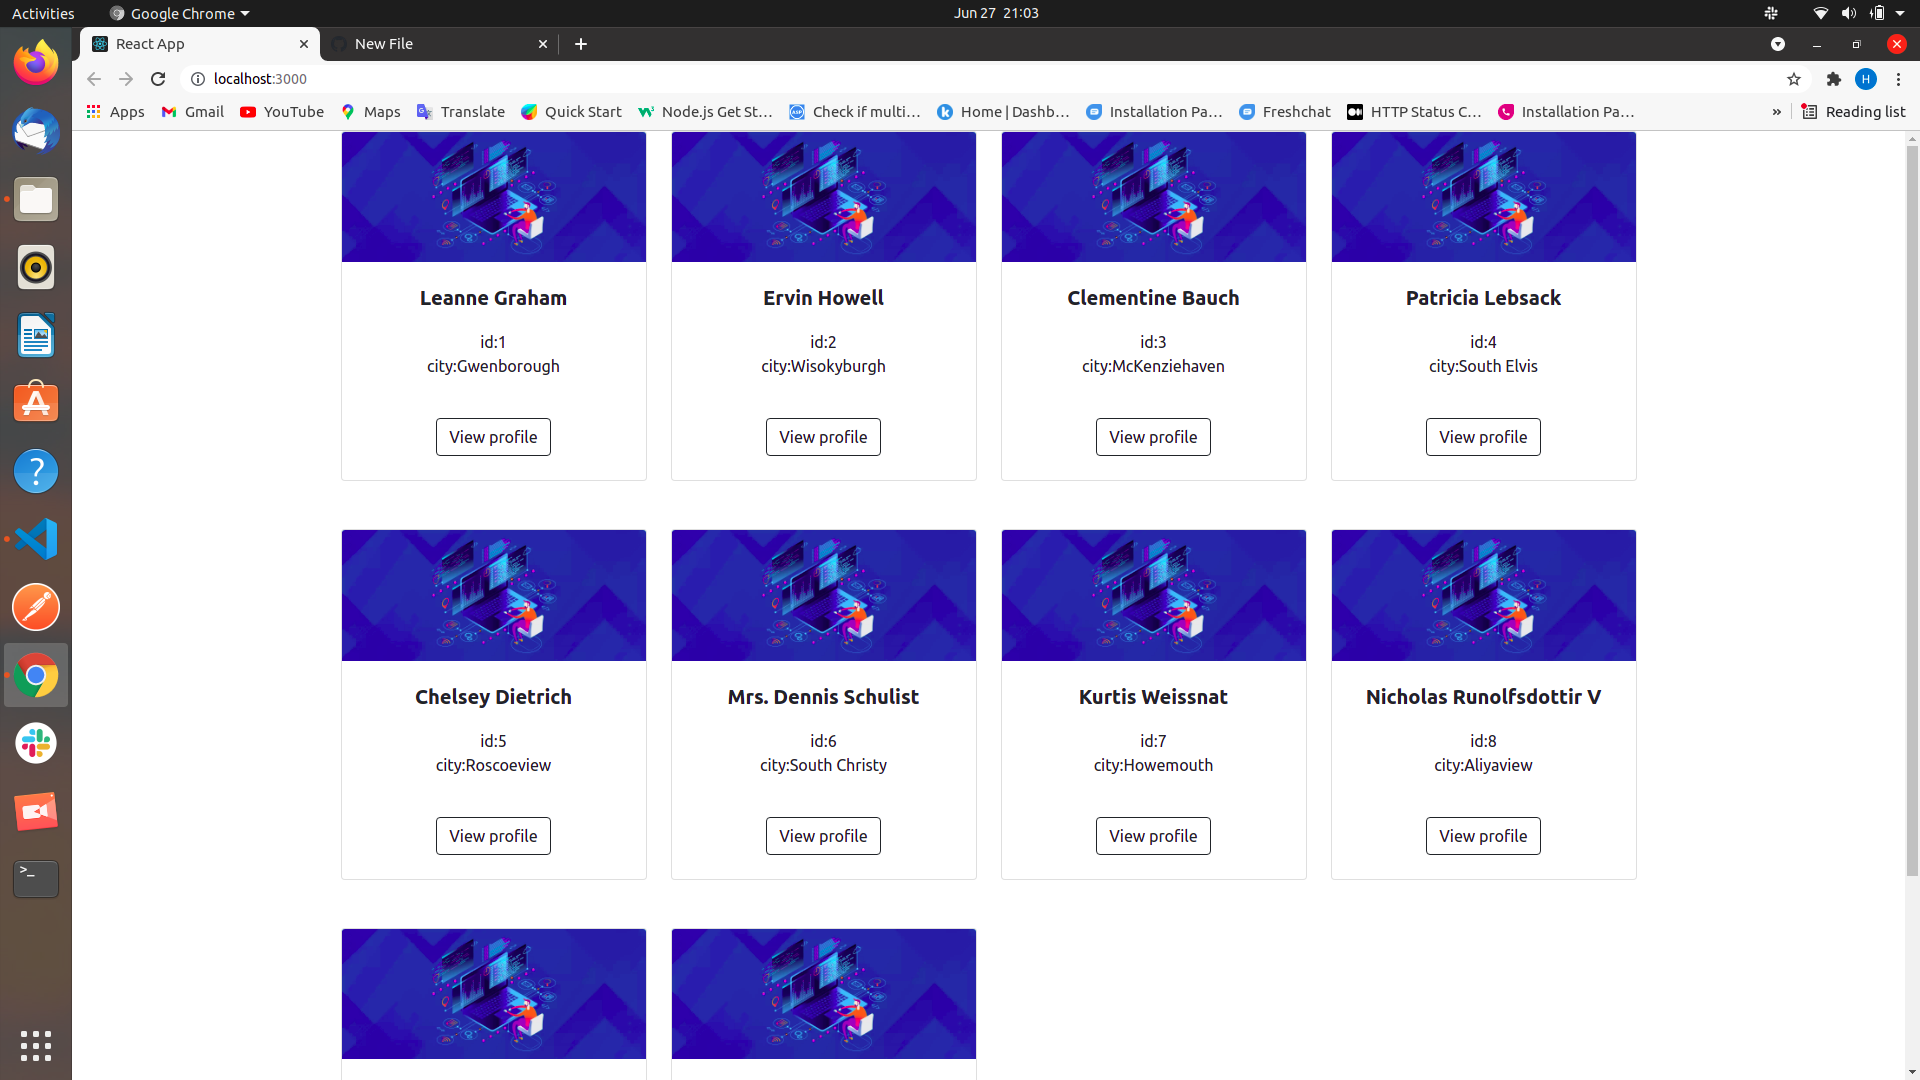 Activities
Google Chrome
Jun 27 21:03
React App
New File
localhost:3000
H
Apps
Gmail
YouTube
Maps
Translate
Quick Start
Node.js Get St...
Check if multi...
Home | Dashb...
Installation Pa...
Freshchat
HTTP Status C...
Installation Pa...
»
Reading list
Leanne Graham
id:1
city:Gwenborough
View profile
Ervin Howell
id:2
city:Wisokyburgh
View profile
Clementine Bauch
id:3
city:McKenziehaven
View profile
Patricia Lebsack
id:4
city:South Elvis
View profile
Chelsey Dietrich
id:5
city:Roscoeview
View profile
Mrs. Dennis Schulist
id:6
city:South Christy
View profile
Kurtis Weissnat
id:7
city:Howemouth
View profile
Nicholas Runolfsdottir V
id:8
city:Aliyaview
View profile